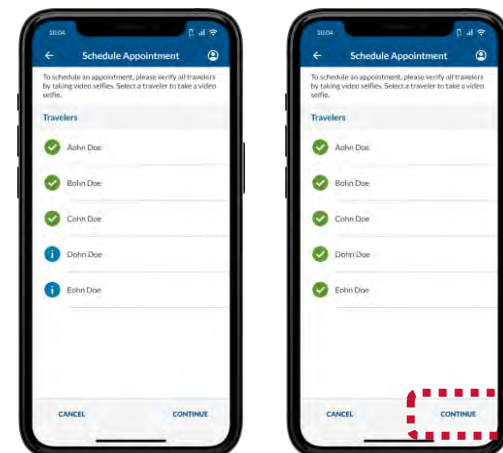 10:04
Schedule Appointment
To schedule an appointment, please verify all travelers
by taking video selfies. Select a traveler to take a video
selfie.
Travelers
Aohn Doe
Bohn Doe
Cohn Doe
Dohn Doe
Eohn Doe
CANCEL CONTINUE
10:04
Schedule Appointment
To schedule an appointment, please verify all travelers
by taking video selfies. Select a traveler to take a video
selfie.
Travelers
Aohn Doe
Bohn Doe
Cohn Doe
Dohn Doe
Eohn Doe
CANCEL CONTINUE